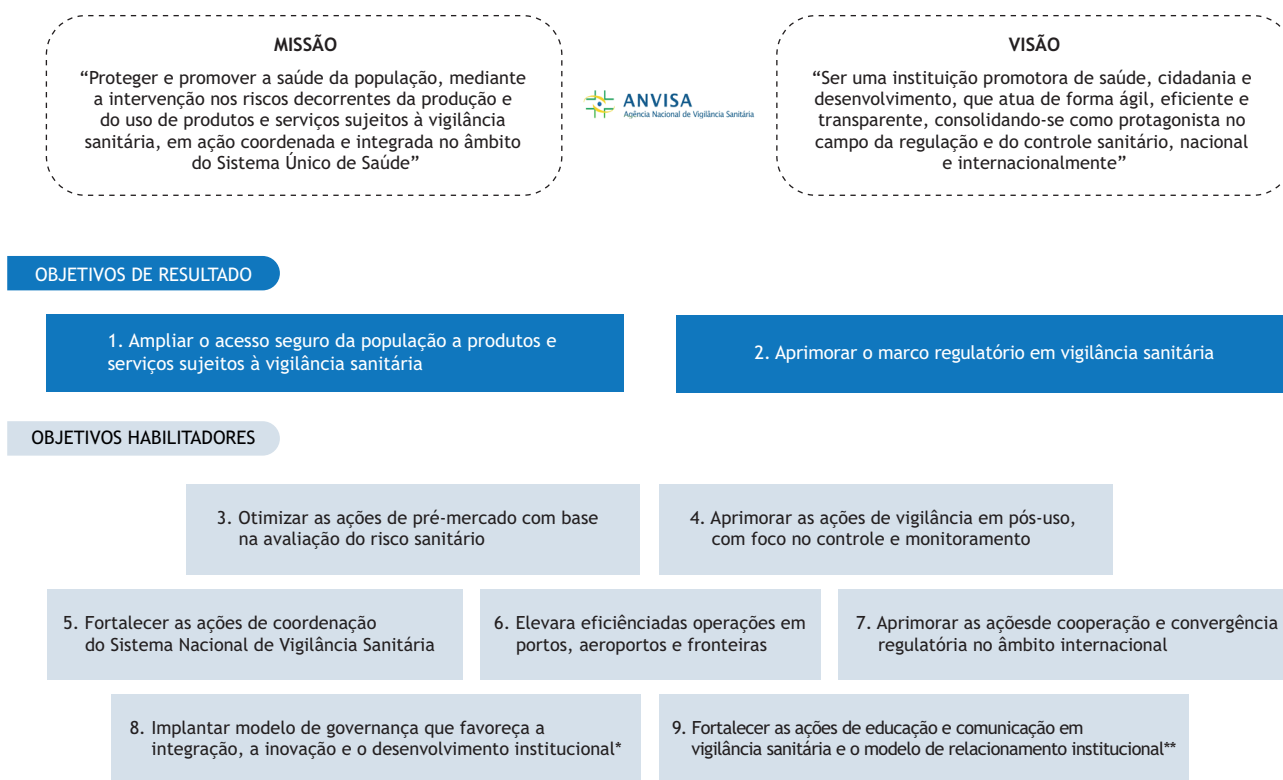 MISSÃO
“Proteger e promover a saúde da população, mediante
a intervenção nos riscos decorrentes da produção e
do uso de produtos e serviços sujeitos à vigilância
sanitária, em ação coordenada e integrada no âmbito
do Sistema Único de Saúde”
ANVISA
Agência Nacional de Vigilância Sanitária
VISÃO
“Ser uma instituição promotora de saúde, cidadania e
desenvolvimento, que atua de forma ágil, eficiente e
transparente, consolidando-se como protagonista no
campo da regulação e do controle sanitário, nacional
e internacionalmente”
OBJETIVOS DE RESULTADO
1. Ampliar o acesso seguro da população a produtos e
serviços sujeitos à vigilância sanitária
2. Aprimorar o marco regulatório em vigilância sanitária
OBJETIVOS HABILITADORES
3. Otimizar as ações de pré-mercado com base
na avaliação do risco sanitário
4. Aprimorar as ações de vigilância em pós-uso,
com foco no controle e monitoramento
5. Fortalecer as ações de coordenação
do Sistema Nacional de Vigilância Sanitária
6. Elevara eficiênciadas operações em
portos, aeroportos e fronteiras
7. Aprimorar as açõesde cooperação e convergência
regulatória no âmbito internacional
8. Implantar modelo de governança que favoreça a
integração, a inovação e o desenvolvimento institucional*
9. Fortalecer as ações de educação e comunicação em
vigilância sanitária e o modelo de relacionamento institucional**